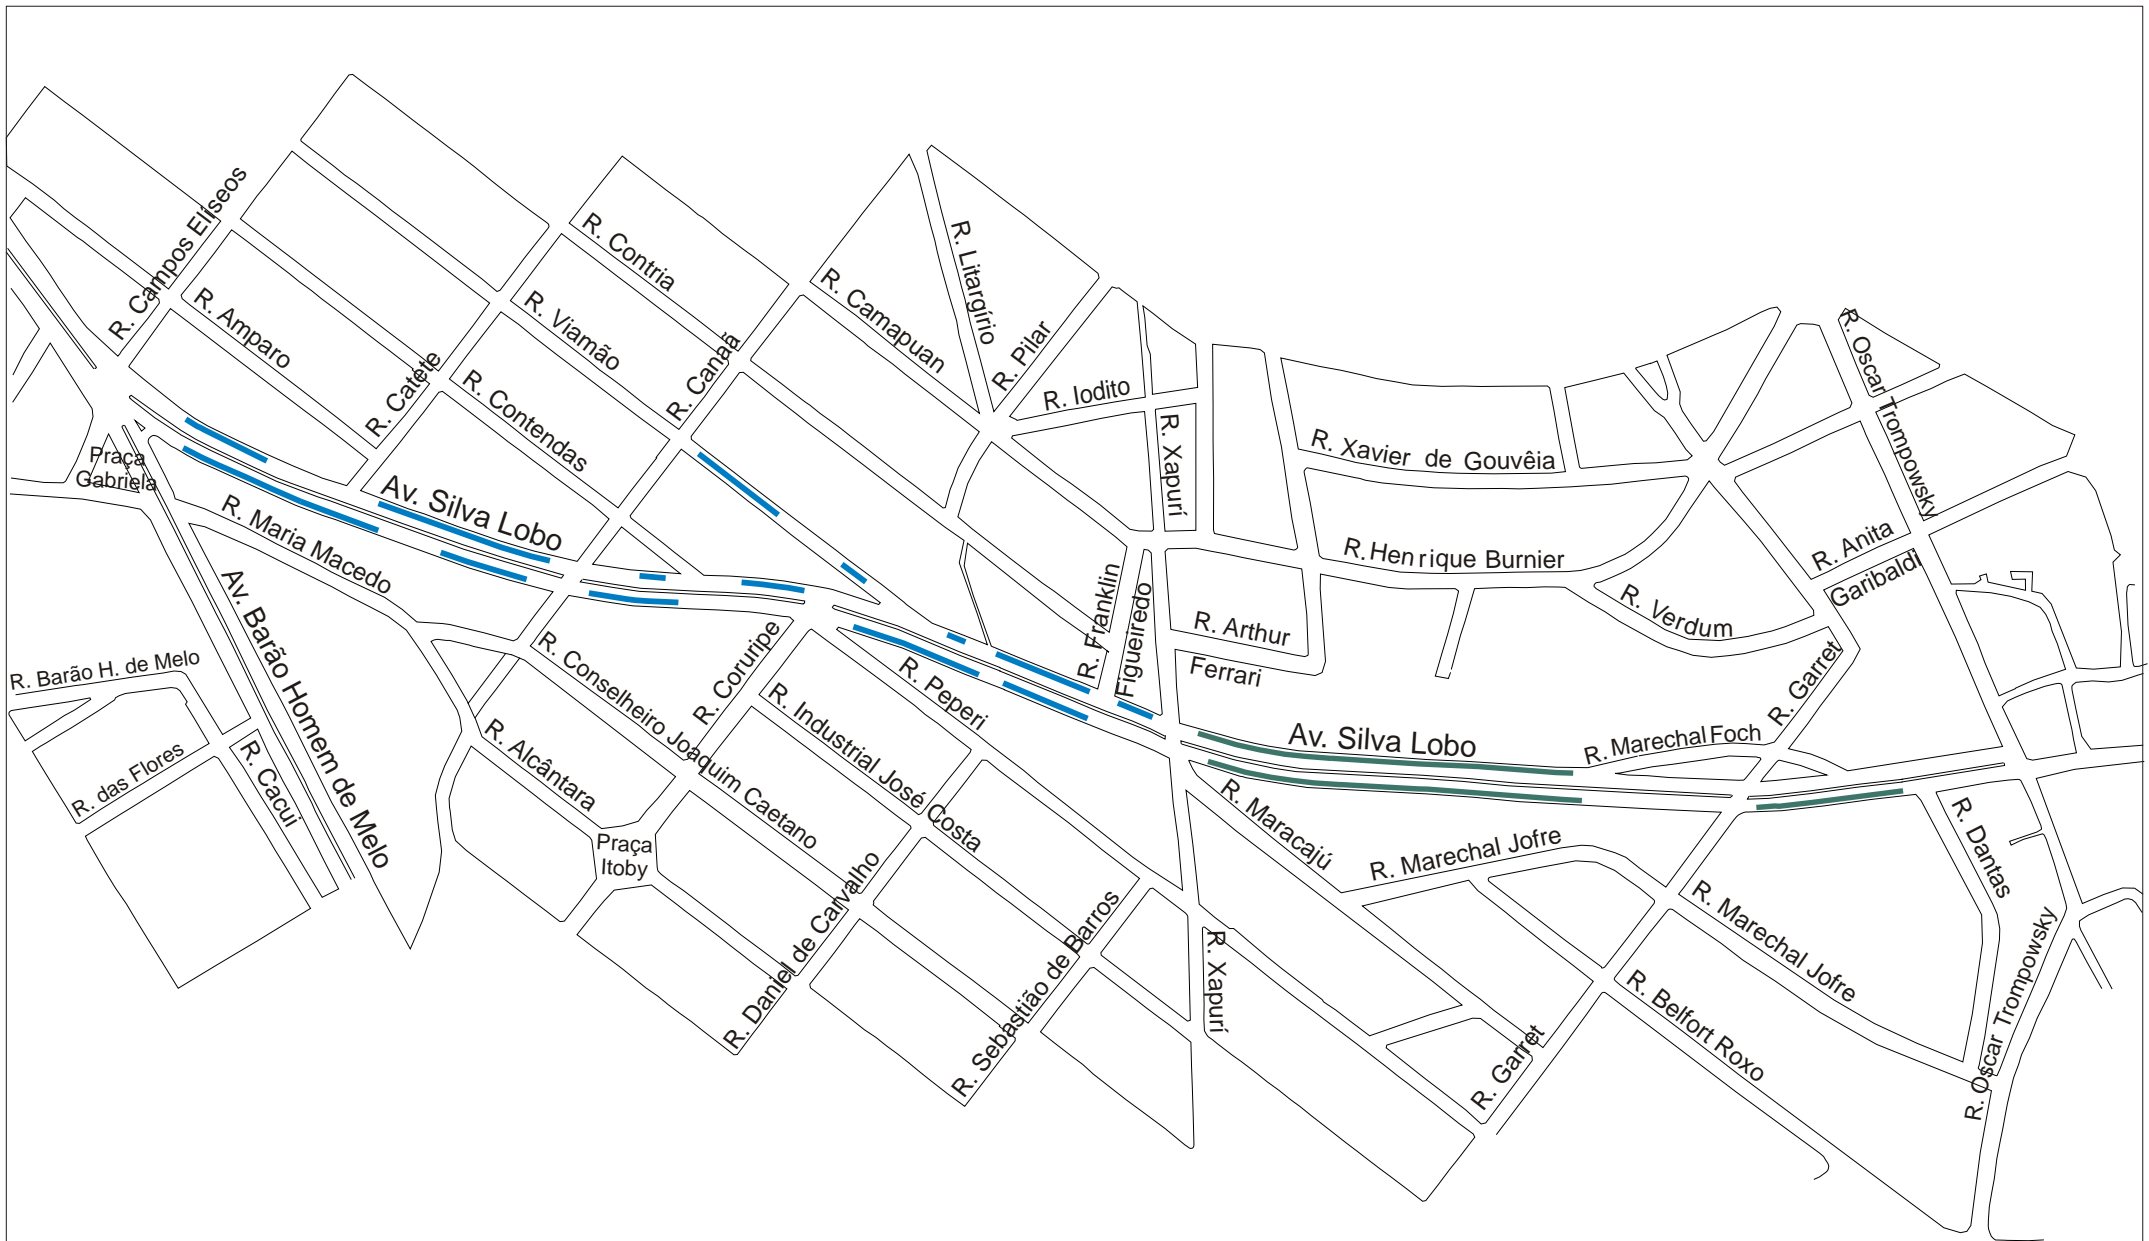 R. Campos Elíseos
R. Amparo
R. Catete
R. Contria
R. Viamão
R. Contendas
R. Canaã
R. Camapuan
R. Litargírio
R. Pilar
R. Iodito
R. Xapurí
R. Xavier de Gouvêia
R. Henrique Burnier
R. Oscar Trompowsky
R. Anita
Garibaldi
R. Verdum
R. Garret
R. Arthur
Ferrari
R. Franklin
Figueiredo
Praça
Gabriela
Av. Silva Lobo
R. Maria Macedo
Av. Barão Homem de Melo
R. Barão H. de Melo
R. das Flores
R. Cacui
R. Conselheiro Joaquim Caetano
R. Coruripe
R. Peperi
R. Industrial José Costa
R. Alcântara
Praça
Itoby
R. Daniel de Carvalho
R. Sebastião de Barros
Av. Silva Lobo
R. Marechal Foch
R. Maracajú
R. Marechal Jofre
R. Marechal Jofre
R. Dantas
R. Oscar Trompowsky
R. Belfort Roxo
R. Garret
R. Xapurí